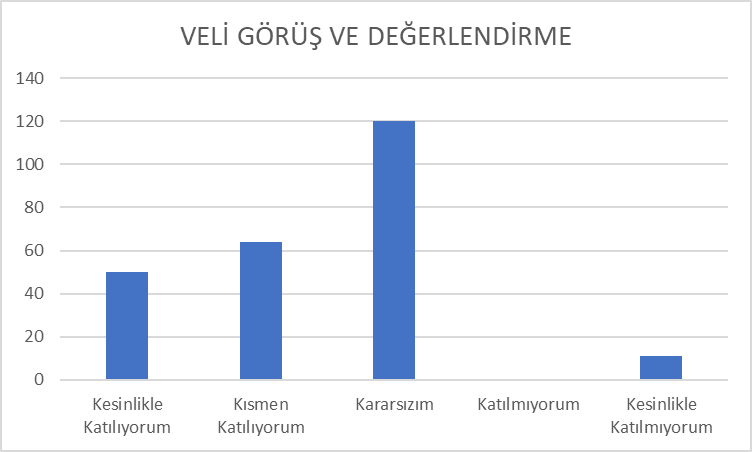 VELİ GÖRÜŞ VE DEĞERLENDİRME
140
120
100
80
60
40
20
0
Kesinlikle Katılıyorum
Kısmen Katılıyorum
Kararsızım
Katılmıyorum
Kesinlikle Katılmıyorum